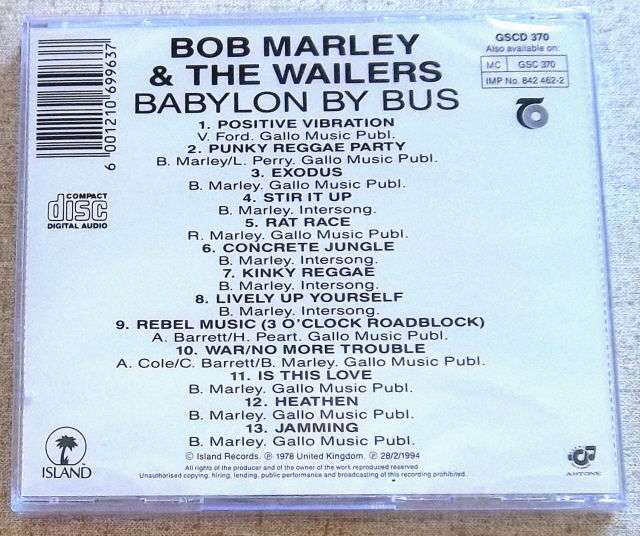 6 001210 699637
BOB MARLEY
& THE WAILERS
BABYLON BY BUS
GSCD 370
Also available on:
MC GSC 370
IMP No. 842 462-2
1. POSITIVE VIBRATION
V. Ford. Gallo Music Publ.
2. PUNKY REGGAE PARTY
B. Marley/L. Perry. Gallo Music Publ.
3. EXODUS
B. Marley. Gallo Music Publ.
4. STIR IT UP
B. Marley. Intersong.
5. RAT RACE
R. Marley. Gallo Music Publ.
6. CONCRETE JUNGLE
B. Marley. Intersong.
7. KINKY REGGAE
B. Marley. Intersong.
8. LIVELY UP YOURSELF
B. Marley. Intersong.
9. REBEL MUSIC (3 O'CLOCK ROADBLOCK)
A. Barrett/H. Peart. Gallo Music Publ.
10. WAR/NO MORE TROUBLE
A. Cole/C. Barrett/B. Marley. Gallo Music Publ.
11. IS THIS LOVE
B. Marley. Gallo Music Publ.
12. HEATHEN
B. Marley. Gallo Music Publ.
13. JAMMING
B. Marley. Gallo Music Publ.
© Island Records. ℗ 1978 United Kingdom. ℗ 28/2/1994
All rights of the producer and of the owner of the work reproduced reserved
Unauthorised copying, hiring, lending, public performance and broadcasting of this recording prohibited.
COMPACT
disc
DIGITAL AUDIO
ISLAND
ANTONE